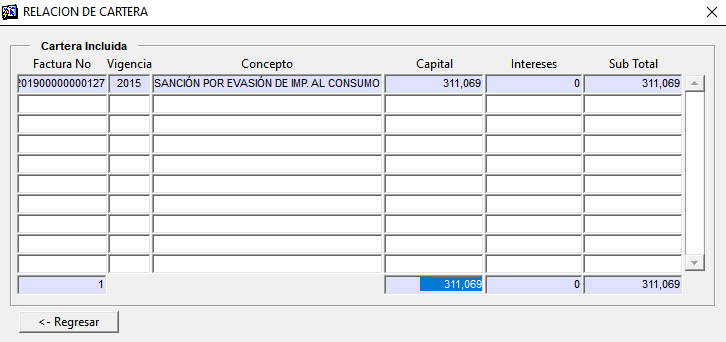 RELACION DE CARTERA
Cartera Incluida
Factura No Vigencia Concepto Capital Intereses Sub Total
201900000000127 2015 SANCIÓN POR EVASIÓN DE IMP. AL CONSUMO 311,069 0 311,069
1 311,069 0 311,069
<- Regresar